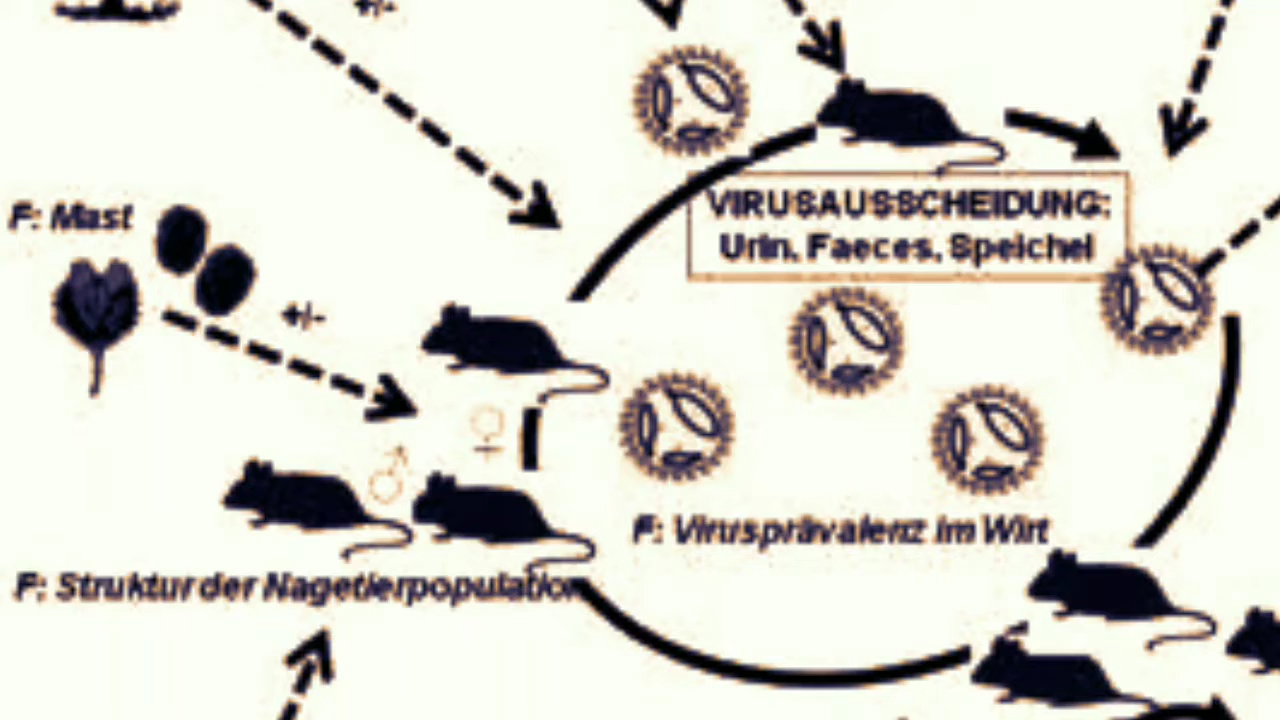 +/-
VIRUSAUSSCHEIDUNG:
Urin, Faeces, Speichel
F: Mast
+/-
F: Virusprävalenz im Wirt
F: Struktur der Nagetierpopulation